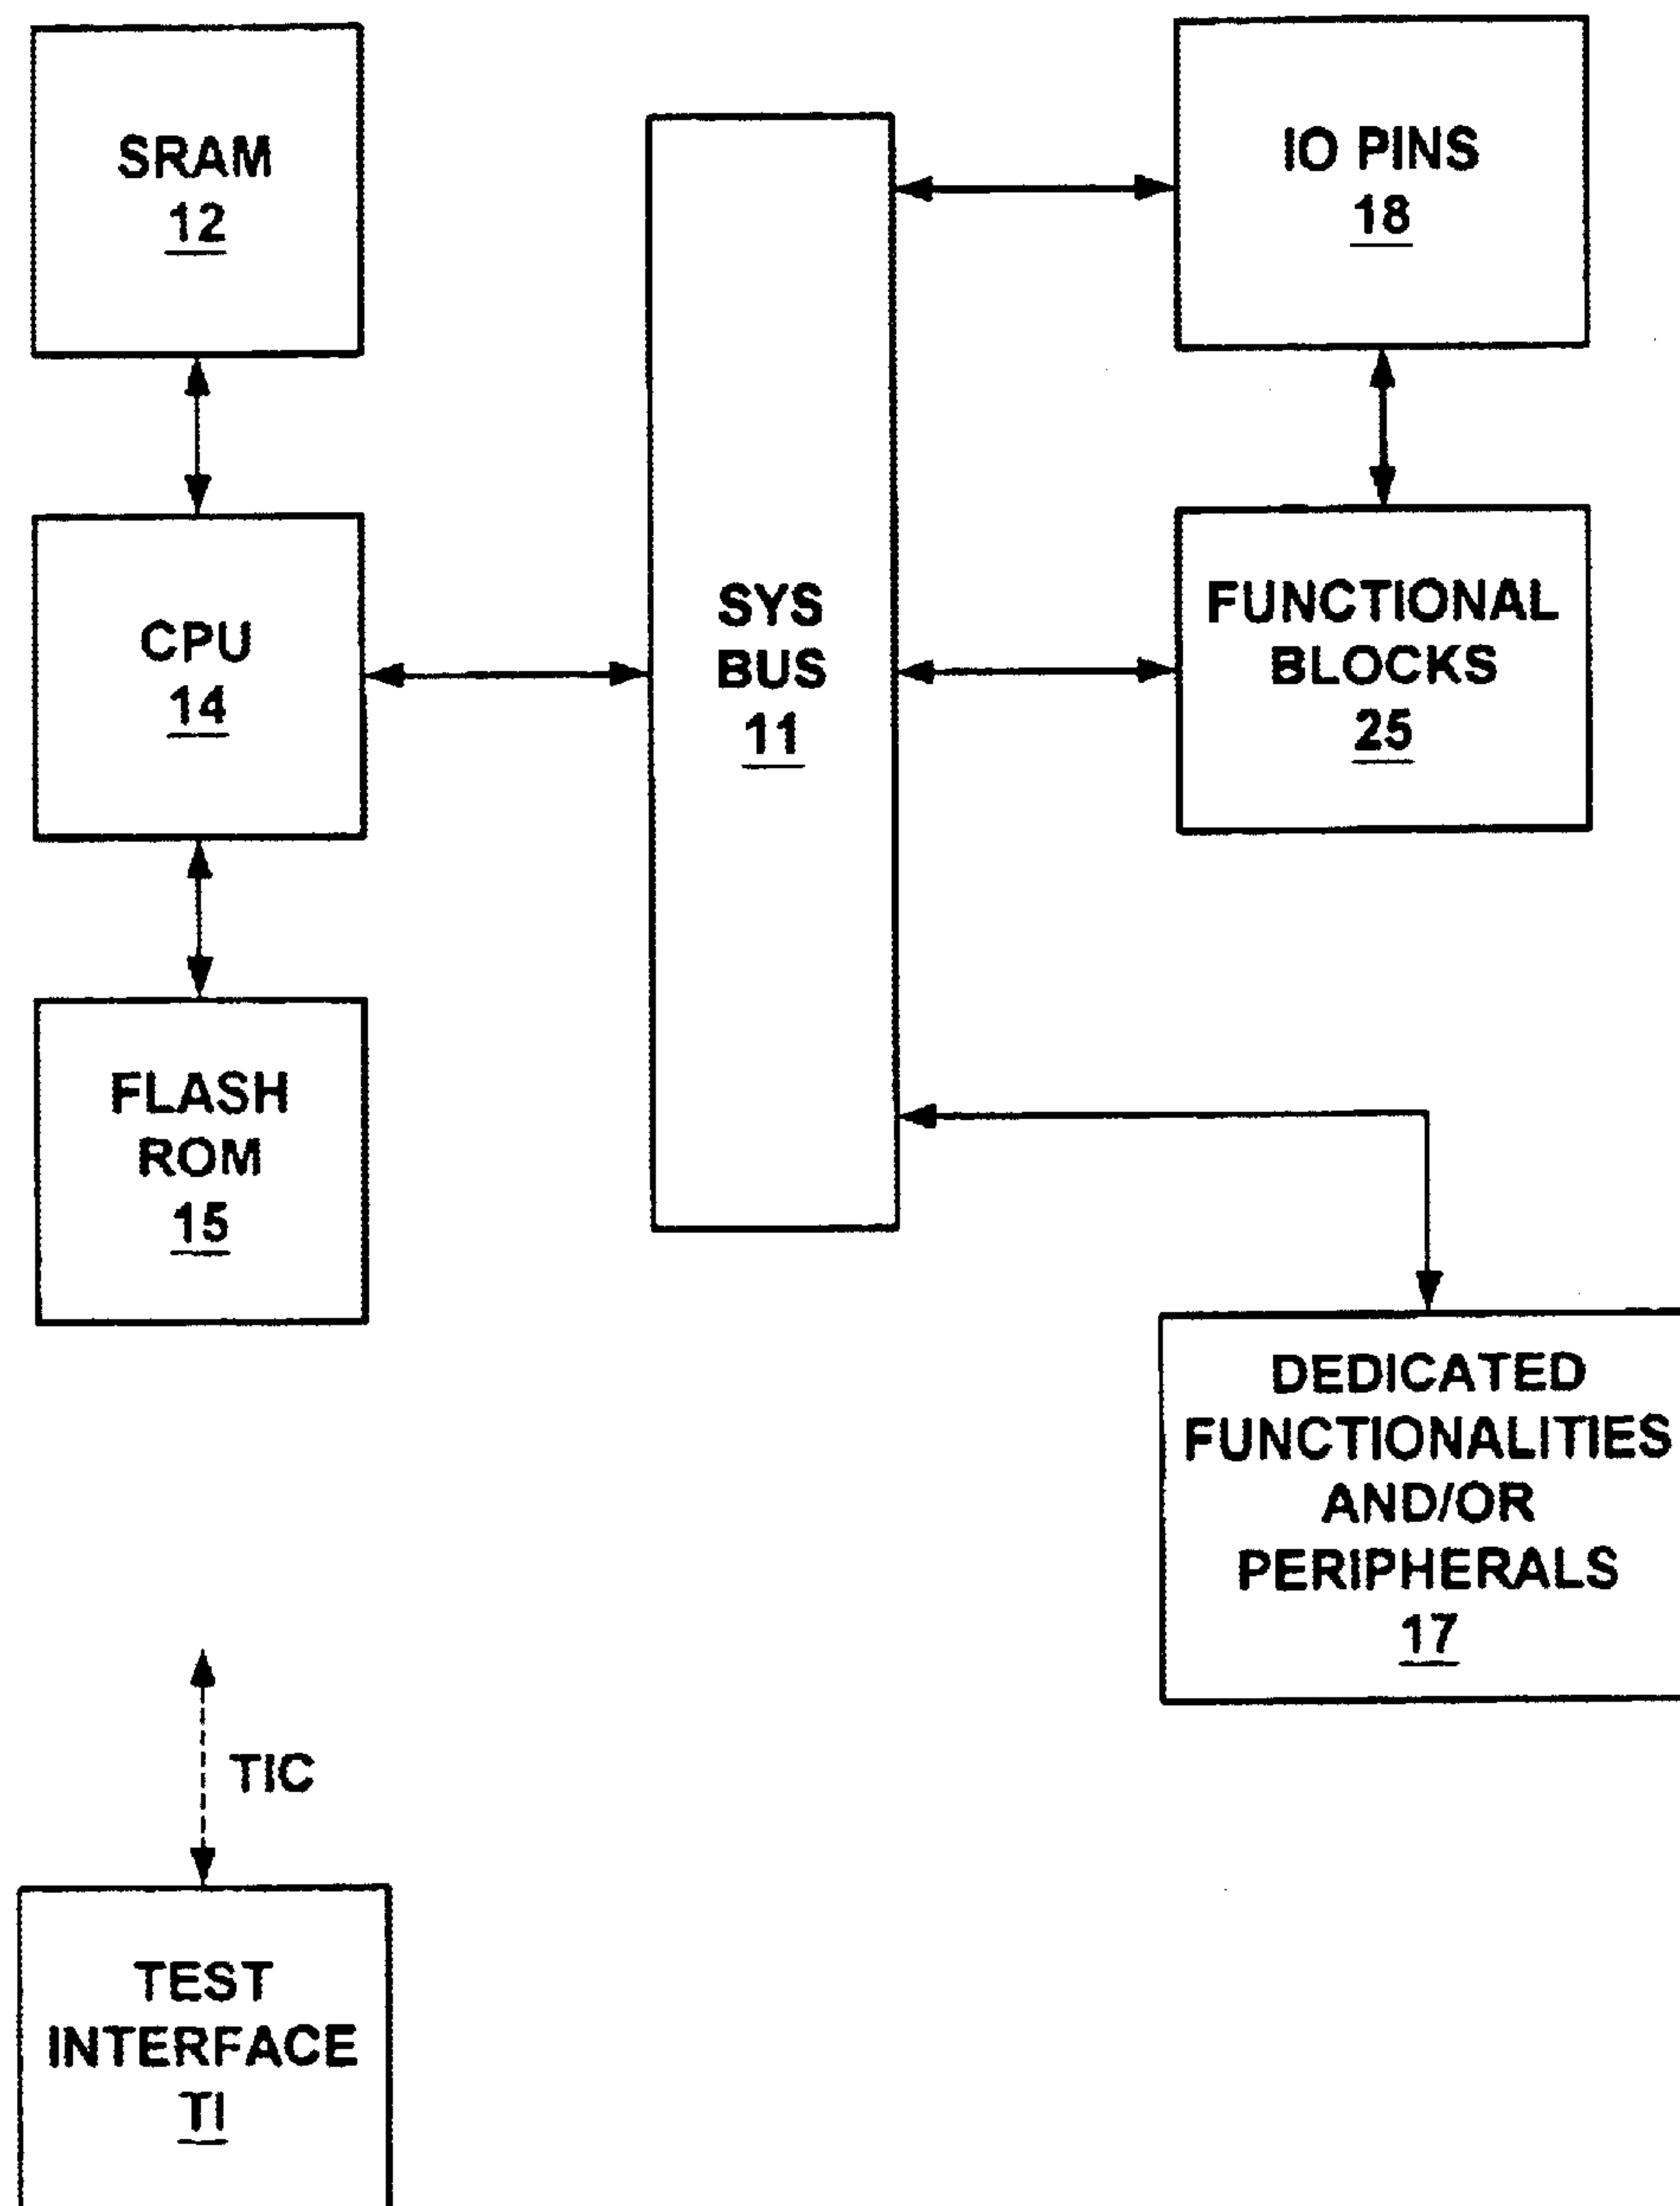 SRAM
12
IO PINS
18
CPU
14
SYS
BUS
11
FUNCTIONAL
BLOCKS
25
FLASH
ROM
15
DEDICATED
FUNCTIONALITIES
AND/OR
PERIPHERALS
17
TIC
TEST
INTERFACE
TI